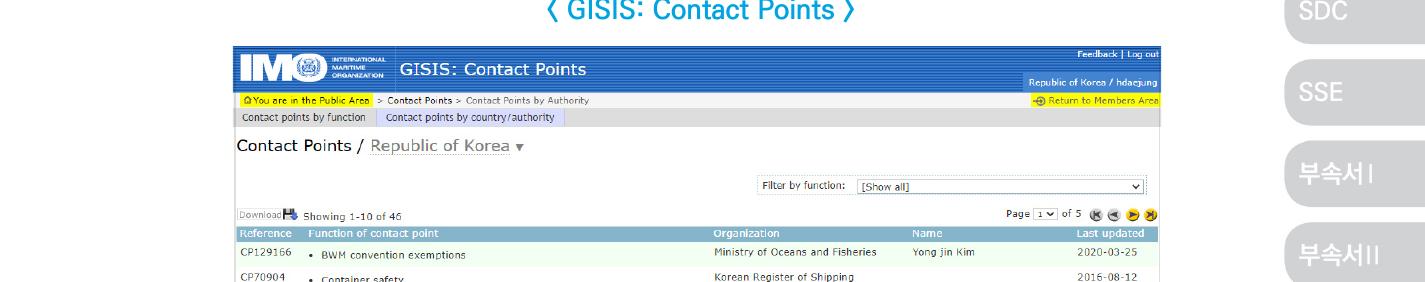 〈 GISIS: Contact Points 〉
SDC
IMO INTERNATIONAL MARITIME ORGANIZATION
GISIS: Contact Points
Feedback | Log out
Republic of Korea / hdaejung
You are in the Public Area > Contact Points > Contact Points by Authority
Return to Members Area
SSE
Contact points by function Contact points by country/authority
Contact Points / Republic of Korea ▼
부속서 I
Filter by function: [Show all]
Download Showing 1-10 of 46
Page 1 of 5
Reference Function of contact point Organization Name Last updated
CP129166 • BWM convention exemptions Ministry of Oceans and Fisheries Yong jin Kim 2020-03-25
부속서 II
CP70904 • Container safety Korean Register of Shipping 2016-08-12